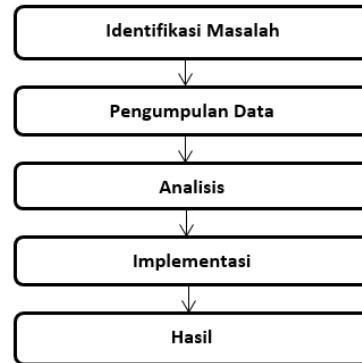 Identifikasi Masalah
Pengumpulan Data
Analisis
Implementasi
Hasil